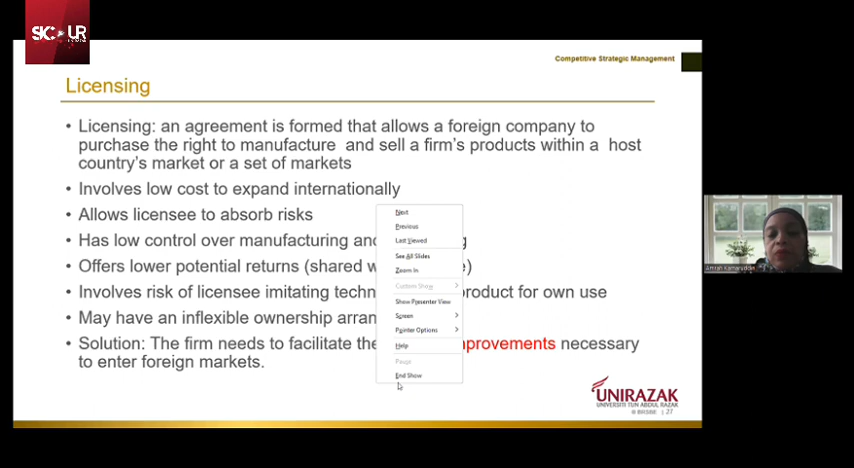 Competitive Strategic Management
Licensing
• Licensing: an agreement is formed that allows a foreign company to
purchase the right to manufacture and sell a firm's products within a host
country's market or a set of markets
• Involves low cost to expand internationally
• Allows licensee to absorb risks
• Has low control over manufacturing and
• Offers lower potential returns (shared
• Involves risk of licensee imitating product for own use
• May have an inflexible ownership
• Solution: The firm needs to facilitate the necessary
to enter foreign markets.
Next
Previous
Last Viewed
See All Slides
Zoom In
Custom Show
Show Presenter View
Screen
Pointer Options
Help
Pause
End Show
UNIRAZAK
UNIVERSITI TUN ABDUL RAZAK
| 27